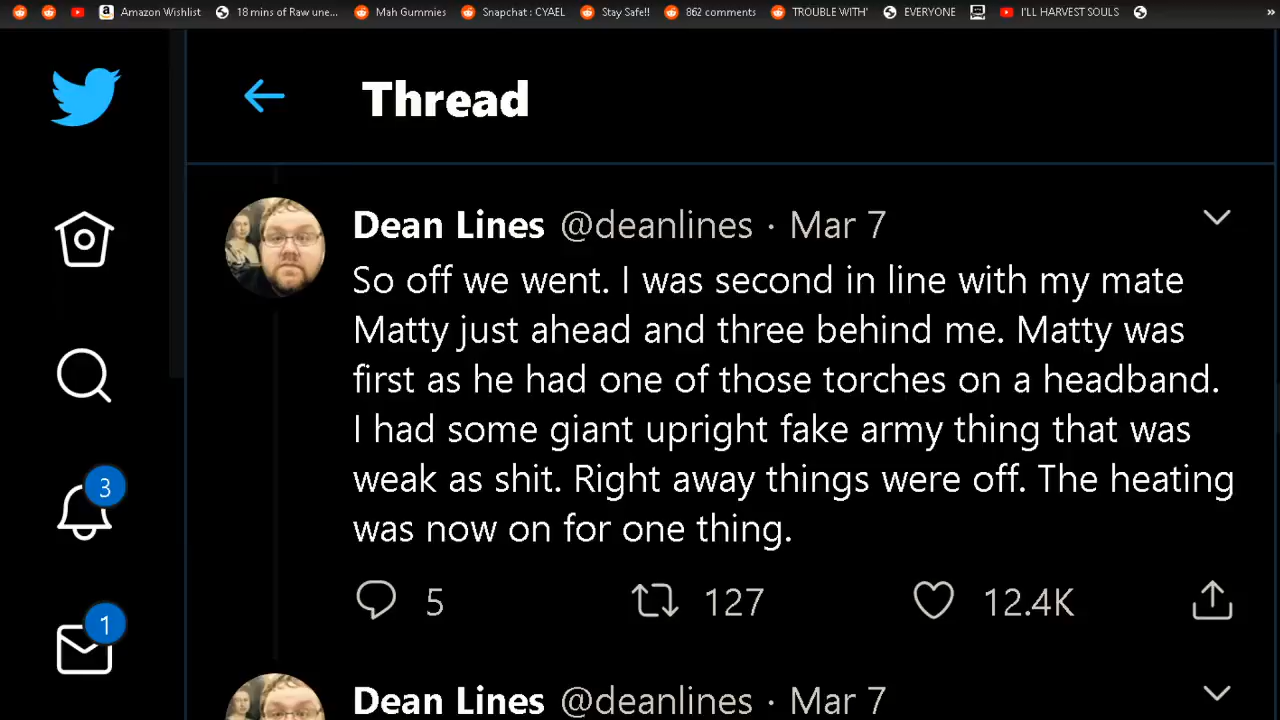 Amazon Wishlist 18 mins of Raw une... Mah Gummies Snapchat : CYAEL Stay Safe!! 862 comments TROUBLE WITH' EVERYONE I'LL HARVEST SOULS »
Thread
Dean Lines @deanlines · Mar 7
So off we went. I was second in line with my mate
Matty just ahead and three behind me. Matty was
first as he had one of those torches on a headband.
I had some giant upright fake army thing that was
weak as shit. Right away things were off. The heating
was now on for one thing.
3
5 127 12.4K
1
Dean Lines @deanlines · Mar 7